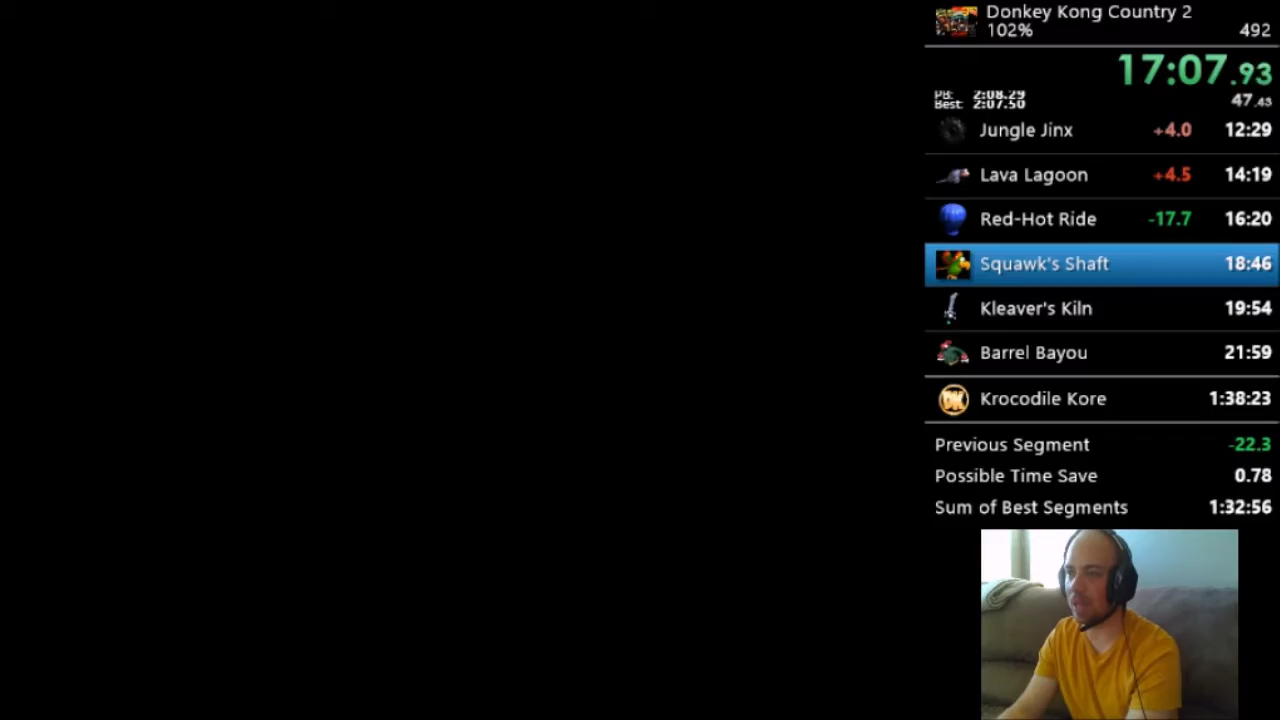 Donkey Kong Country 2
102% 492
17:07.93
PB: 2:08.29
Best: 2:07.50 47.43
Jungle Jinx +4.0 12:29
Lava Lagoon +4.5 14:19
Red-Hot Ride -17.7 16:20
Squawk's Shaft 18:46
Kleaver's Kiln 19:54
Barrel Bayou 21:59
DK Krocodile Kore 1:38:23
Previous Segment -22.3
Possible Time Save 0.78
Sum of Best Segments 1:32:56